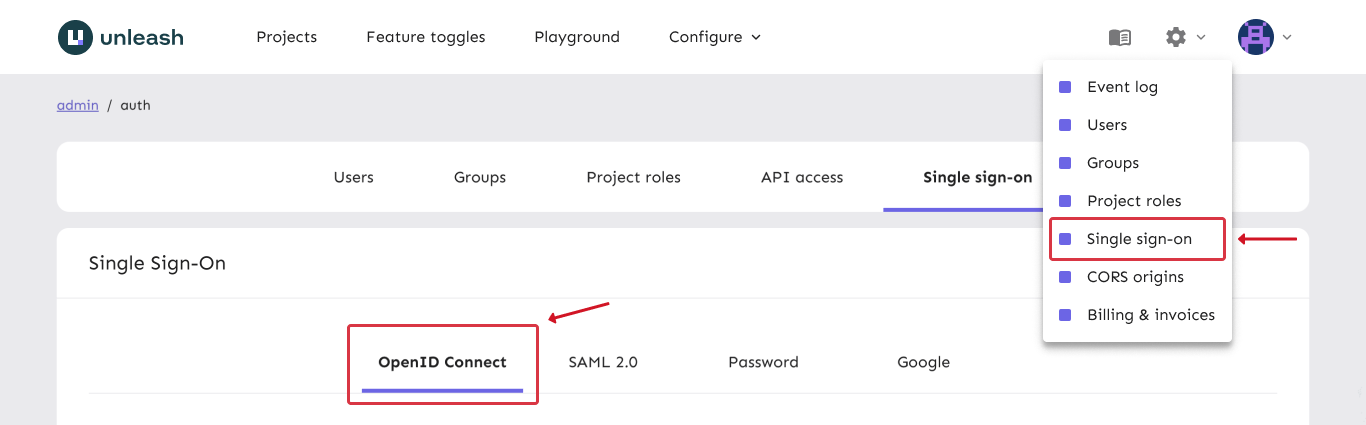 unleash Projects Feature toggles Playground Configure
admin / auth
Event log
Users
Groups
Project roles
Single sign-on
CORS origins
Billing & invoices
Users Groups Project roles API access Single sign-on
Single Sign-On
OpenID Connect SAML 2.0 Password Google